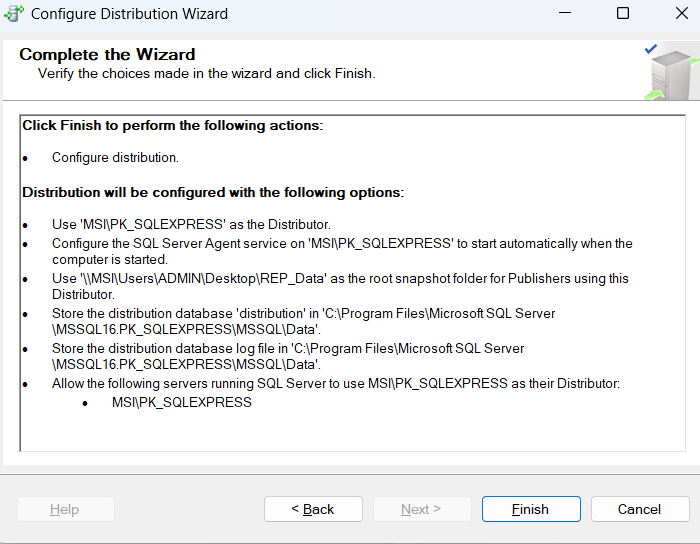 Configure Distribution Wizard
Complete the Wizard
Verify the choices made in the wizard and click Finish.
Click Finish to perform the following actions:
• Configure distribution.
Distribution will be configured with the following options:
• Use 'MSI\PK_SQLEXPRESS' as the Distributor.
• Configure the SQL Server Agent service on 'MSI\PK_SQLEXPRESS' to start automatically when the
computer is started.
• Use '\\MSI\Users\ADMIN\Desktop\REP_Data' as the root snapshot folder for Publishers using this
Distributor.
• Store the distribution database 'distribution' in 'C:\Program Files\Microsoft SQL Server
\MSSQL16.PK_SQLEXPRESS\MSSQL\Data'.
• Store the distribution database log file in 'C:\Program Files\Microsoft SQL Server
\MSSQL16.PK_SQLEXPRESS\MSSQL\Data'.
• Allow the following servers running SQL Server to use MSI\PK_SQLEXPRESS as their Distributor:
• MSI\PK_SQLEXPRESS
Help < Back Next > Finish Cancel